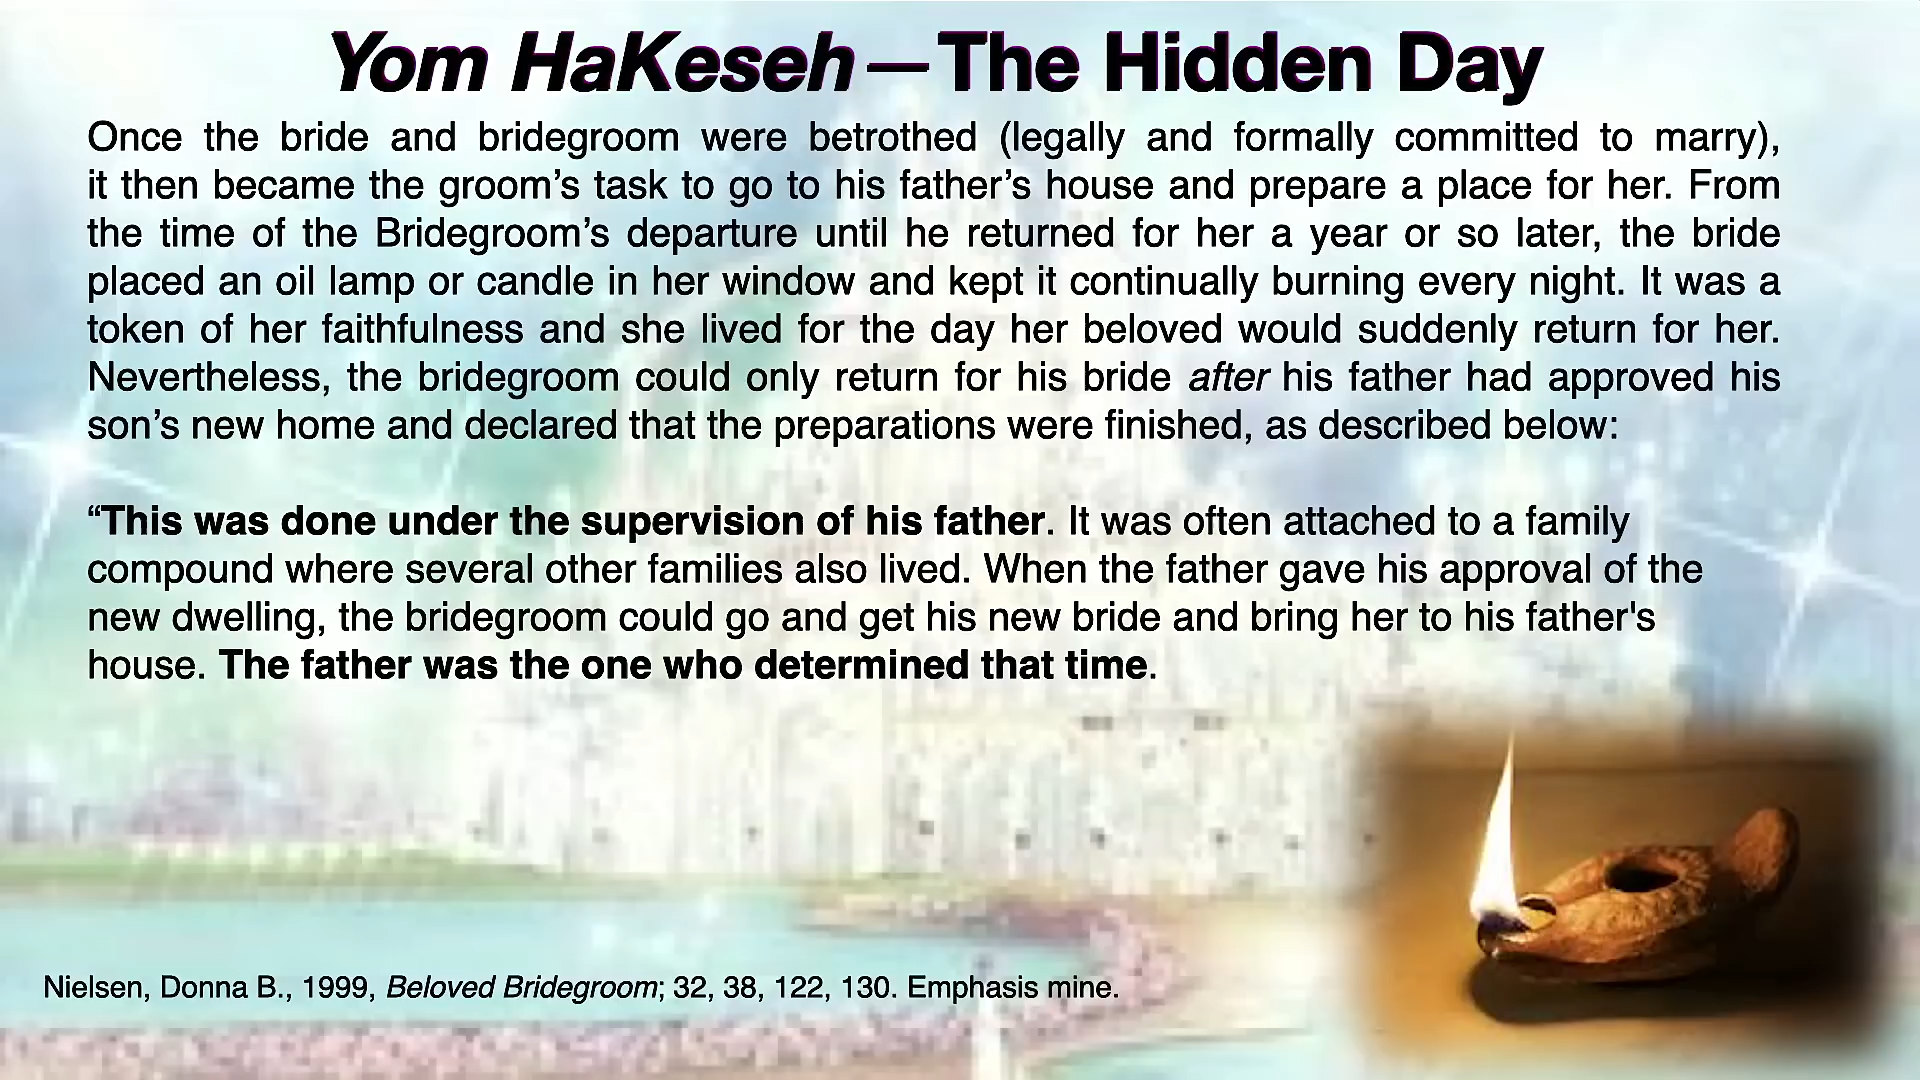 Yom HaKeseh—The Hidden Day
Once the bride and bridegroom were betrothed (legally and formally committed to marry),
it then became the groom’s task to go to his father’s house and prepare a place for her. From
the time of the Bridegroom’s departure until he returned for her a year or so later, the bride
placed an oil lamp or candle in her window and kept it continually burning every night. It was a
token of her faithfulness and she lived for the day her beloved would suddenly return for her.
Nevertheless, the bridegroom could only return for his bride after his father had approved his
son’s new home and declared that the preparations were finished, as described below:
“This was done under the supervision of his father. It was often attached to a family
compound where several other families also lived. When the father gave his approval of the
new dwelling, the bridegroom could go and get his new bride and bring her to his father's
house. The father was the one who determined that time.
Nielsen, Donna B., 1999, Beloved Bridegroom; 32, 38, 122, 130. Emphasis mine.